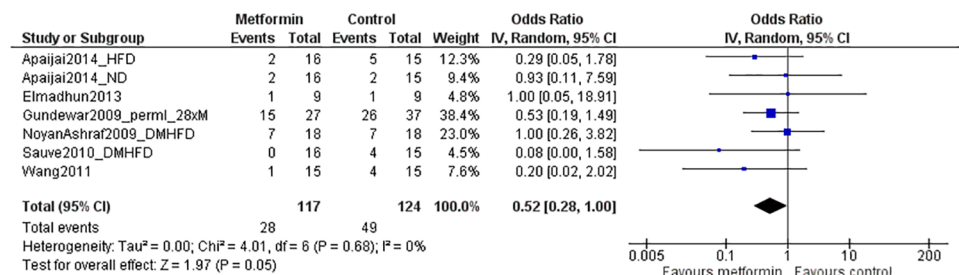 Metformin Control Odds Ratio Odds Ratio
Study or Subgroup Events Total Events Total Weight IV, Random, 95% CI IV, Random, 95% CI
Apaijai2014_HFD 2 16 5 15 12.3% 0.29 [0.05, 1.78]
Apaijai2014_ND 2 16 2 15 9.4% 0.93 [0.11, 7.59]
Elmadhun2013 1 9 1 9 4.8% 1.00 [0.05, 18.91]
Gundewar2009_permI_28xM 15 27 26 37 38.4% 0.53 [0.19, 1.49]
NoyanAshraf2009_DMHFD 7 18 7 18 23.0% 1.00 [0.26, 3.82]
Sauve2010_DMHFD 0 16 4 15 4.5% 0.08 [0.00, 1.58]
Wang2011 1 15 4 15 7.6% 0.20 [0.02, 2.02]
Total (95% CI) 117 124 100.0% 0.52 [0.28, 1.00]
Total events 28 49
Heterogeneity: Tau² = 0.00; Chi² = 4.01, df = 6 (P = 0.68); I² = 0%
Test for overall effect: Z = 1.97 (P = 0.05)
0.005 0.1 1 10 200
Favours metformin Favours control